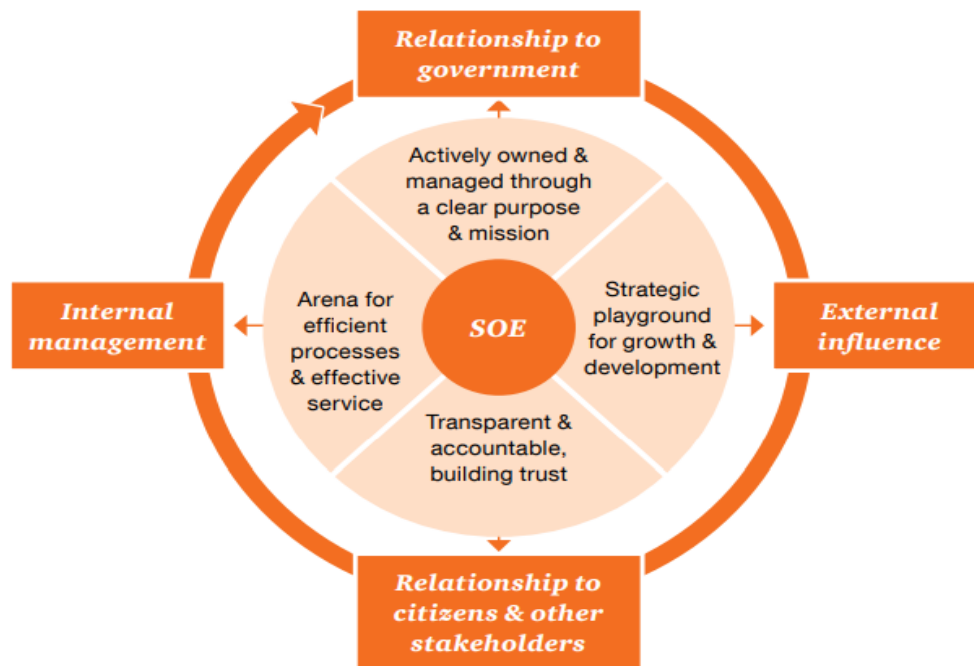 Relationship to
government
Actively owned &
managed through
a clear purpose
& mission
Internal
management
Arena for
efficient
processes
& effective
service
SOE
Strategic
playground
for growth &
development
External
influence
Transparent &
accountable,
building trust
Relationship to
citizens & other
stakeholders